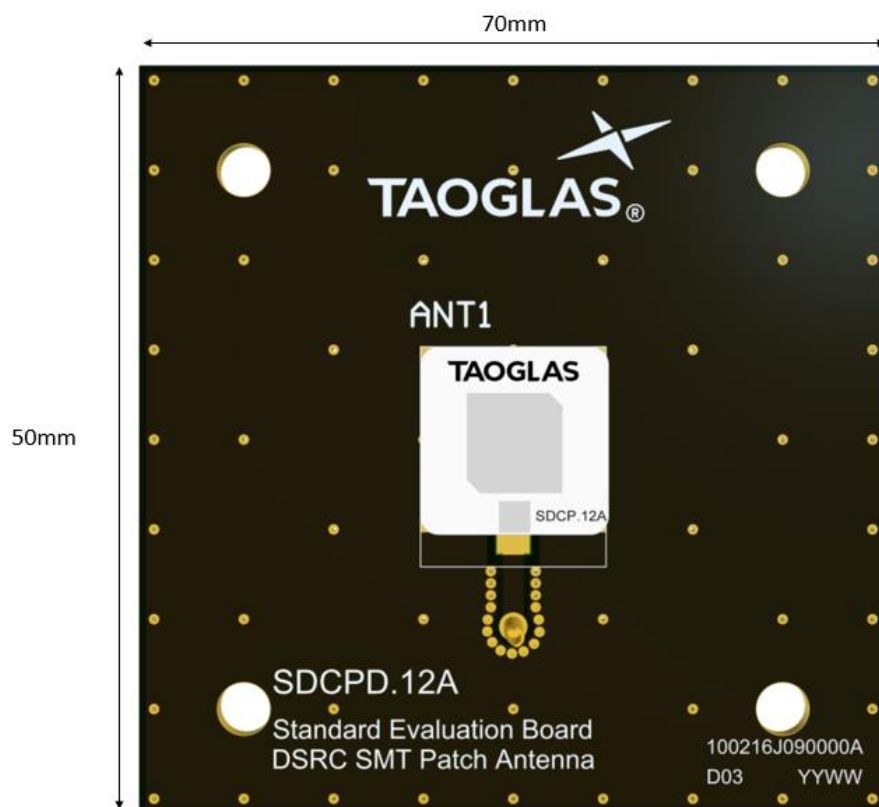 70mm
50mm
TAOGLAS®
ANT1
TAOGLAS
SDCP.12A
SDCPD.12A
Standard Evaluation Board
DSRC SMT Patch Antenna
100216J090000A
D03 YYWW